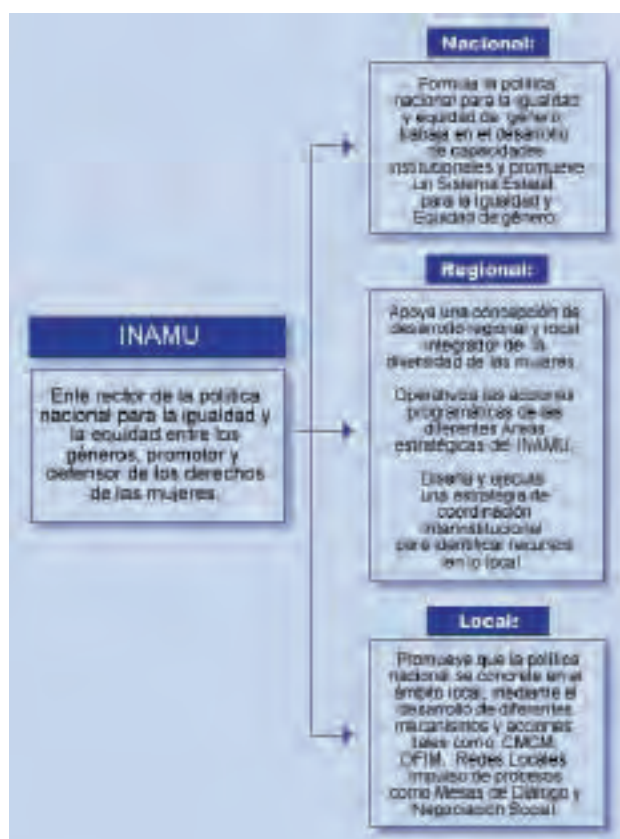 INAMU
Ente rector de la política
nacional para la igualdad y
la equidad entre los
géneros, promotor y
defensor de los derechos
de las mujeres.
Nacional:
Formula la política
nacional para la igualdad
y equidad de género,
trabaja en el desarrollo
de capacidades
institucionales y promueve
un Sistema Estatal
para la Igualdad y
Equidad de género.
Regional:
Apoya una concepción de
desarrollo regional y local
integrador de la
diversidad de las mujeres.
Operativiza las acciones
programáticas de las
diferentes Áreas
estratégicas del INAMU.
Diseña y ejecuta
una estrategia de
coordinación
interinstitucional
para identificar recursos
en lo local.
Local:
Promueve que la política
nacional se concrete en el
ámbito local, mediante el
desarrollo de diferentes
mecanismos y acciones
tales como: CMCM,
OFIM, Redes Locales
Impulso de procesos
como Mesas de Diálogo y
Negociación Social.